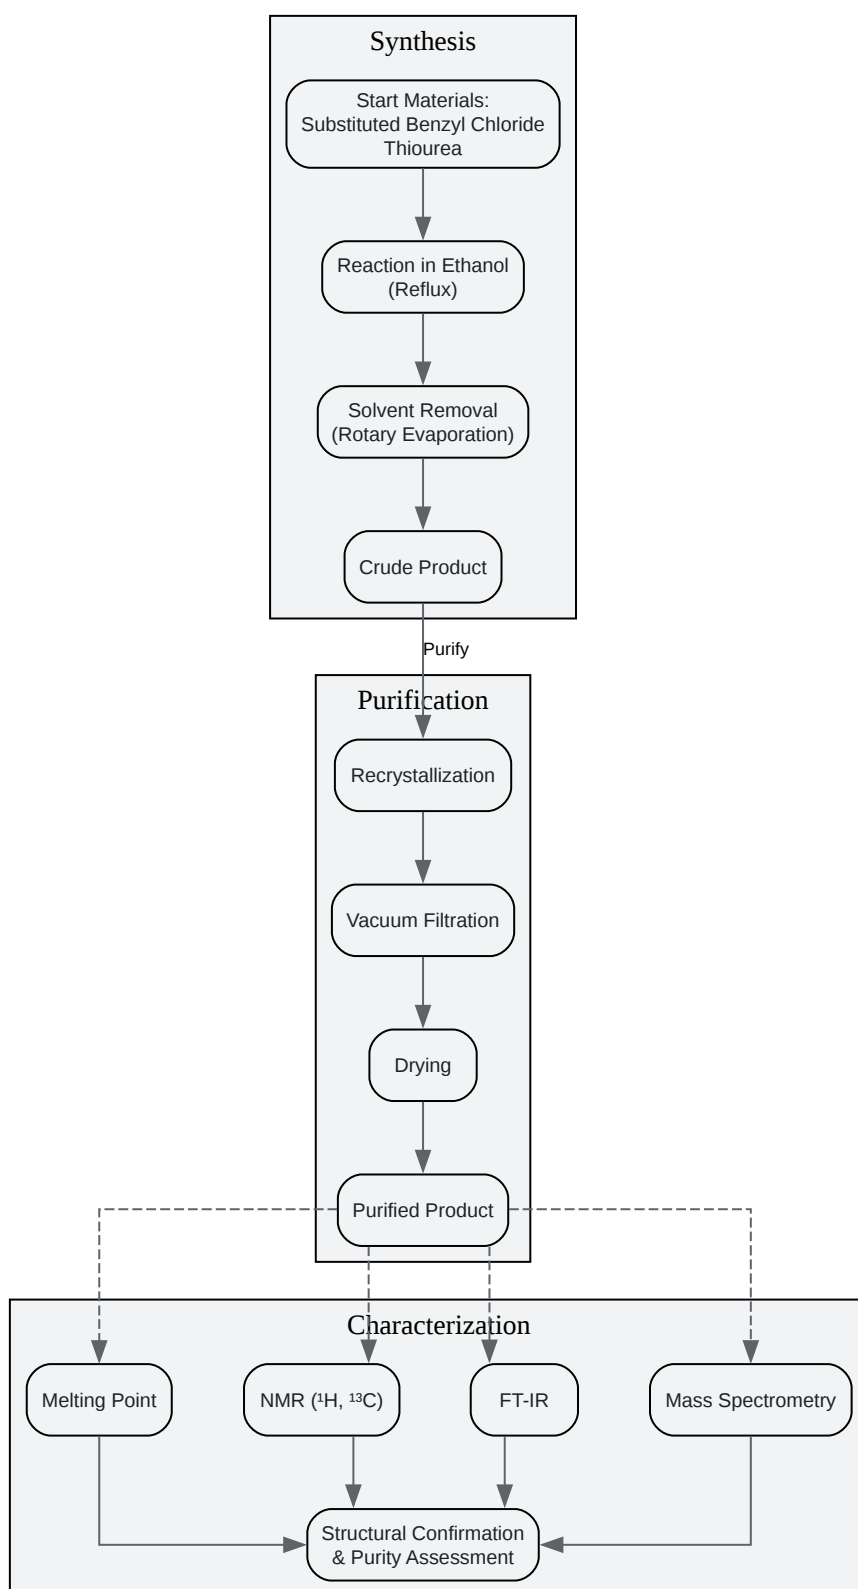 Synthesis
Start Materials:
Substituted Benzyl Chloride
Thiourea
Reaction in Ethanol
(Reflux)
Solvent Removal
(Rotary Evaporation)
Crude Product
Purify
Purification
Recrystallization
Vacuum Filtration
Drying
Purified Product
Characterization
Melting Point
NMR (¹H, ¹³C)
FT-IR
Mass Spectrometry
Structural Confirmation
& Purity Assessment